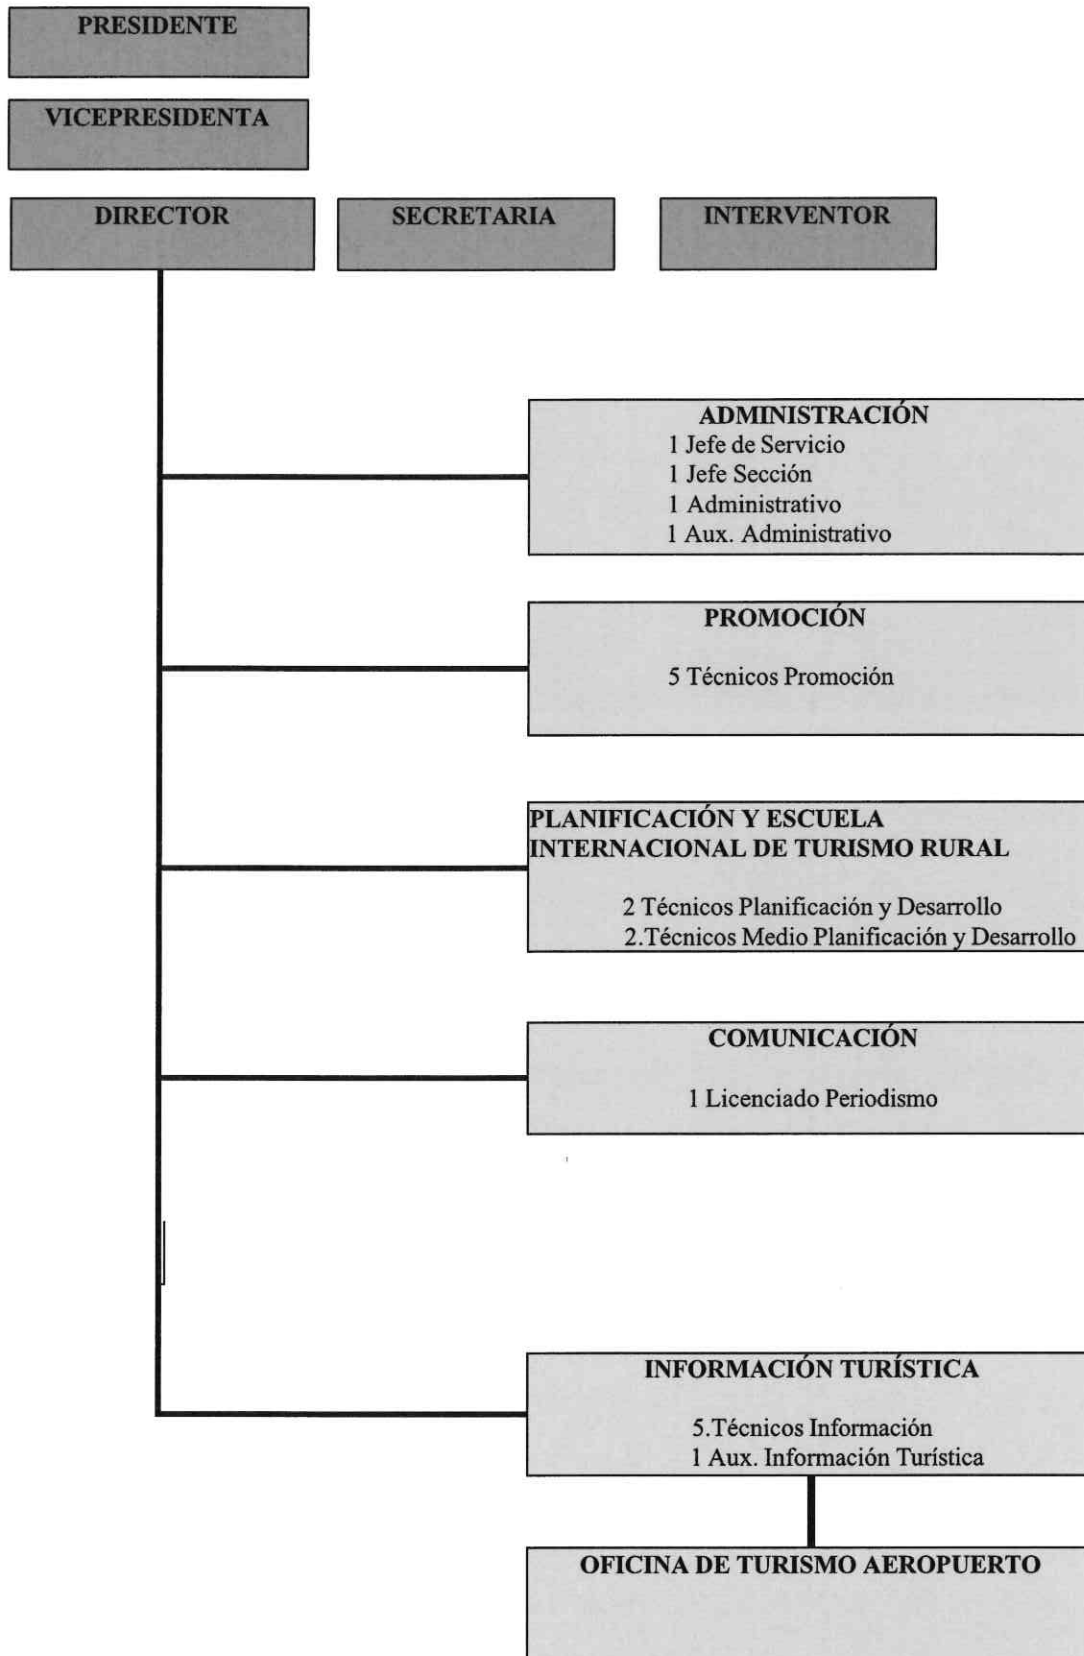 PRESIDENTE
VICEPRESIDENTA
DIRECTOR
SECRETARIA
INTERVENTOR
ADMINISTRACIÓN
1 Jefe de Servicio
1 Jefe Sección
1 Administrativo
1 Aux. Administrativo
PROMOCIÓN
5 Técnicos Promoción
PLANIFICACIÓN Y ESCUELA
INTERNACIONAL DE TURISMO RURAL
2 Técnicos Planificación y Desarrollo
2.Técnicos Medio Planificación y Desarrollo
COMUNICACIÓN
1 Licenciado Periodismo
INFORMACIÓN TURÍSTICA
5.Técnicos Información
1 Aux. Información Turística
OFICINA DE TURISMO AEROPUERTO